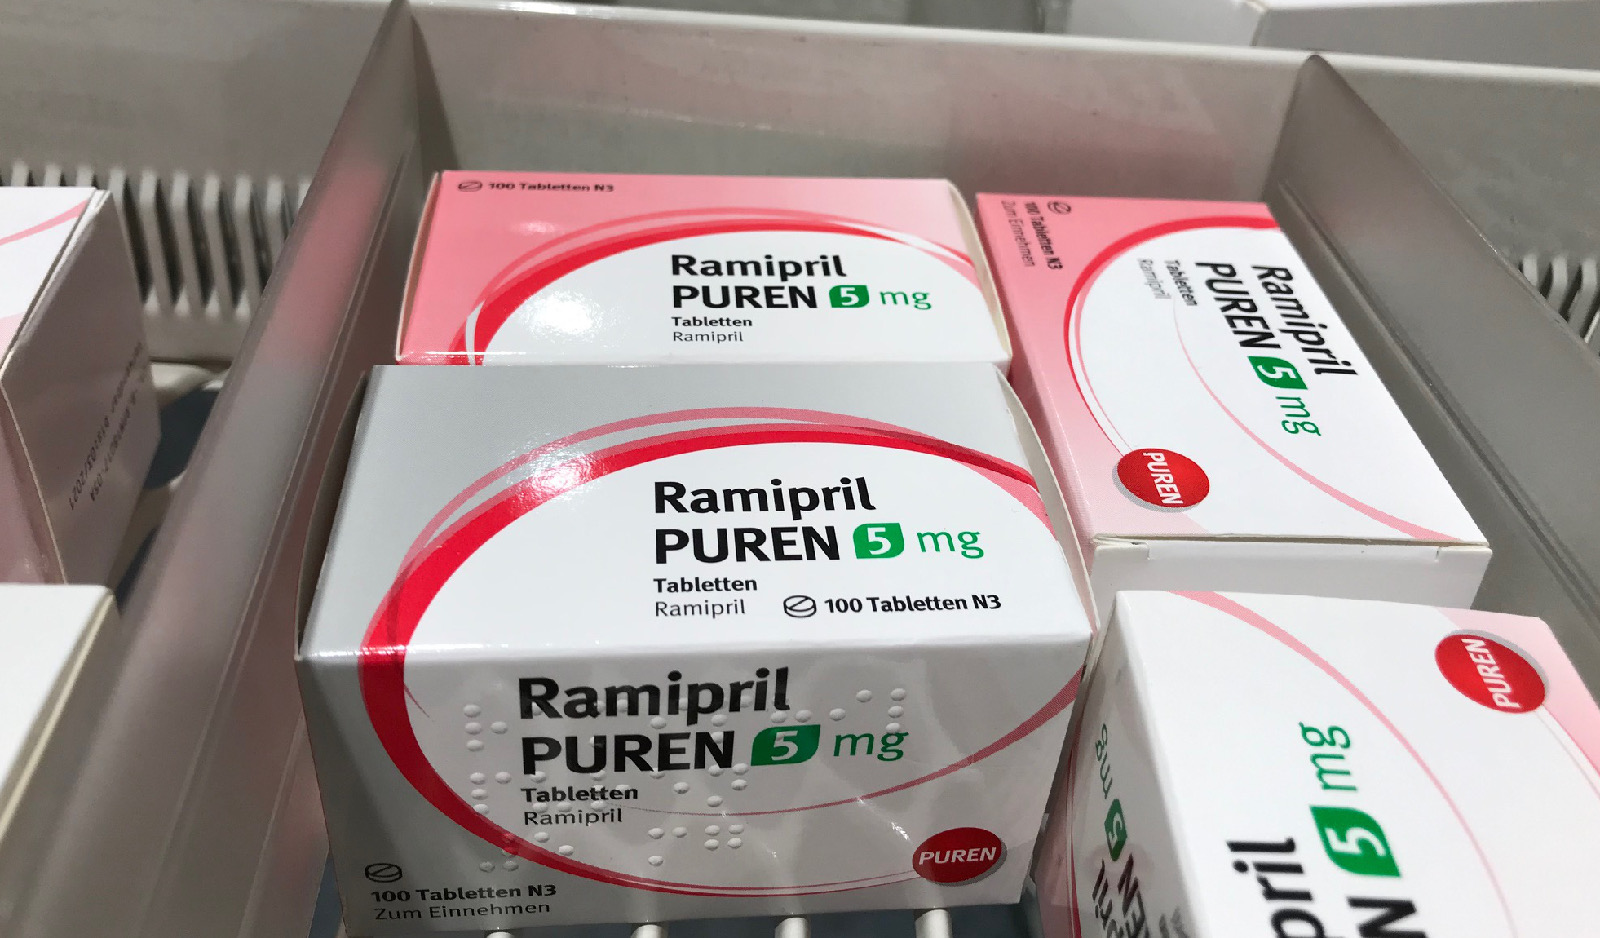 100 Tabletten N3
Ramipril
PUREN 5 mg
Tabletten
Ramipril
100 Tabletten N3
Zum Einnehmen
Ramipril
PUREN 5 mg
Tabletten
Ramipril
PUREN
Ramipril
PUREN 5 mg
Tabletten
Ramipril
100 Tabletten N3
Ramipril
PUREN 5 mg
Tabletten
Ramipril
PUREN
100 Tabletten N3
Zum Einnehmen
PUREN
5 mg
5 mg